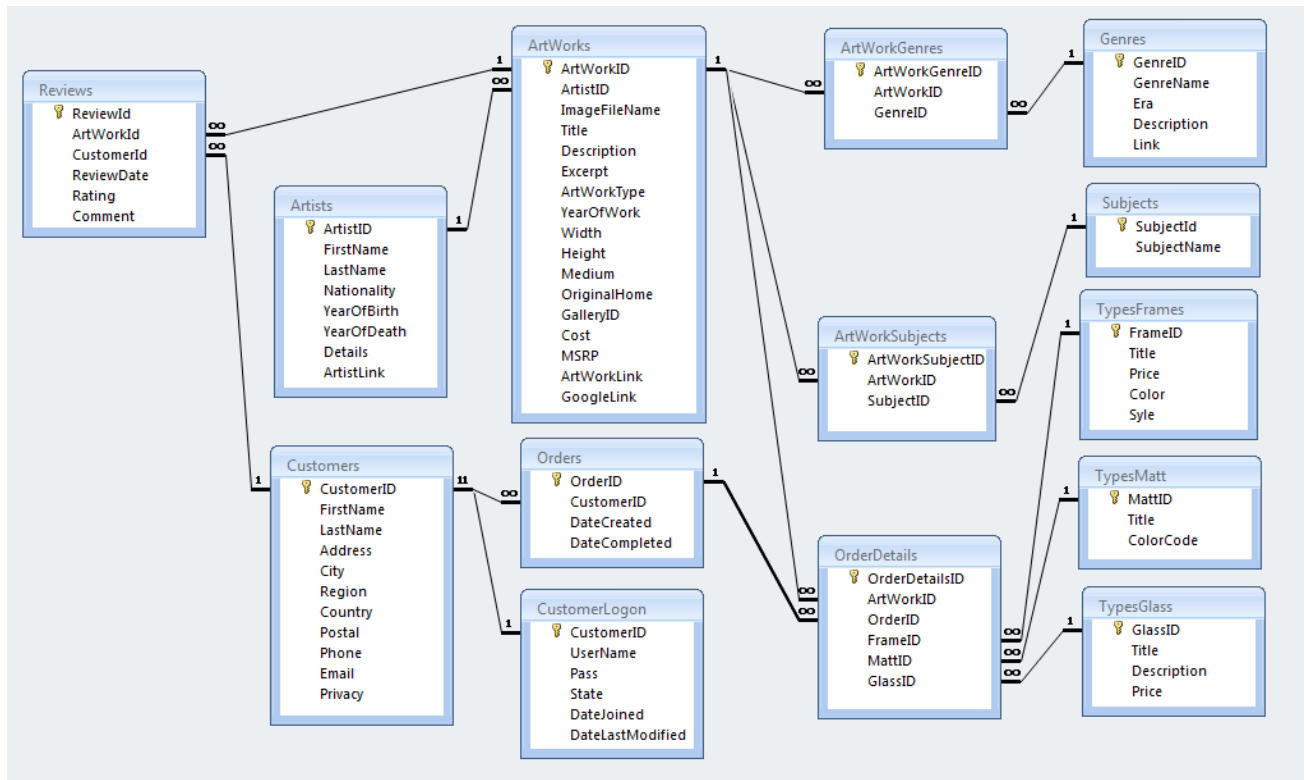 Reviews
ReviewId
ArtWorkId
CustomerId
ReviewDate
Rating
Comment
∞
∞
Artists
ArtistID
FirstName
LastName
Nationality
YearOfBirth
YearOfDeath
Details
ArtistLink
1
ArtWorks
1
∞
1
ArtWorkID
ArtistID
ImageFileName
Title
Description
Excerpt
ArtWorkType
YearOfWork
Width
Height
Medium
OriginalHome
GalleryID
Cost
MSRP
ArtWorkLink
GoogleLink
ArtWorkGenres
∞
ArtWorkGenreID
ArtWorkID
GenreID
∞
Genres
1
GenreID
GenreName
Era
Description
Link
Subjects
1
SubjectId
SubjectName
ArtWorkSubjects
∞
ArtWorkSubjectID
ArtWorkID
SubjectID
∞
TypesFrames
1
FrameID
Title
Price
Color
Syle
Customers
1
11
CustomerID
FirstName
LastName
Address
City
Region
Country
Postal
Phone
Email
Privacy
Orders
∞
1
OrderID
CustomerID
DateCreated
DateCompleted
CustomerLogon
1
CustomerID
UserName
Pass
State
DateJoined
DateLastModified
OrderDetails
∞
∞
OrderDetailsID
ArtWorkID
OrderID
FrameID
MattID
GlassID
∞
∞
∞
TypesMatt
1
MattID
Title
ColorCode
TypesGlass
1
GlassID
Title
Description
Price